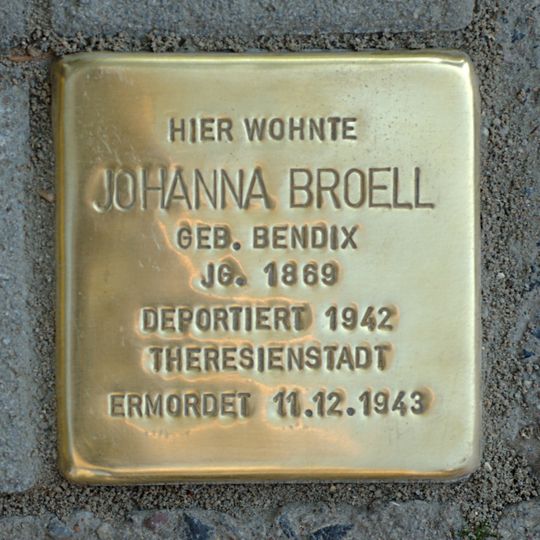 HIER WOHNTE
JOHANNA BROELL
GEB. BENDIX
JG. 1869
DEPORTIERT 1942
THERESIENSTADT
ERMORDET 11.12.1943